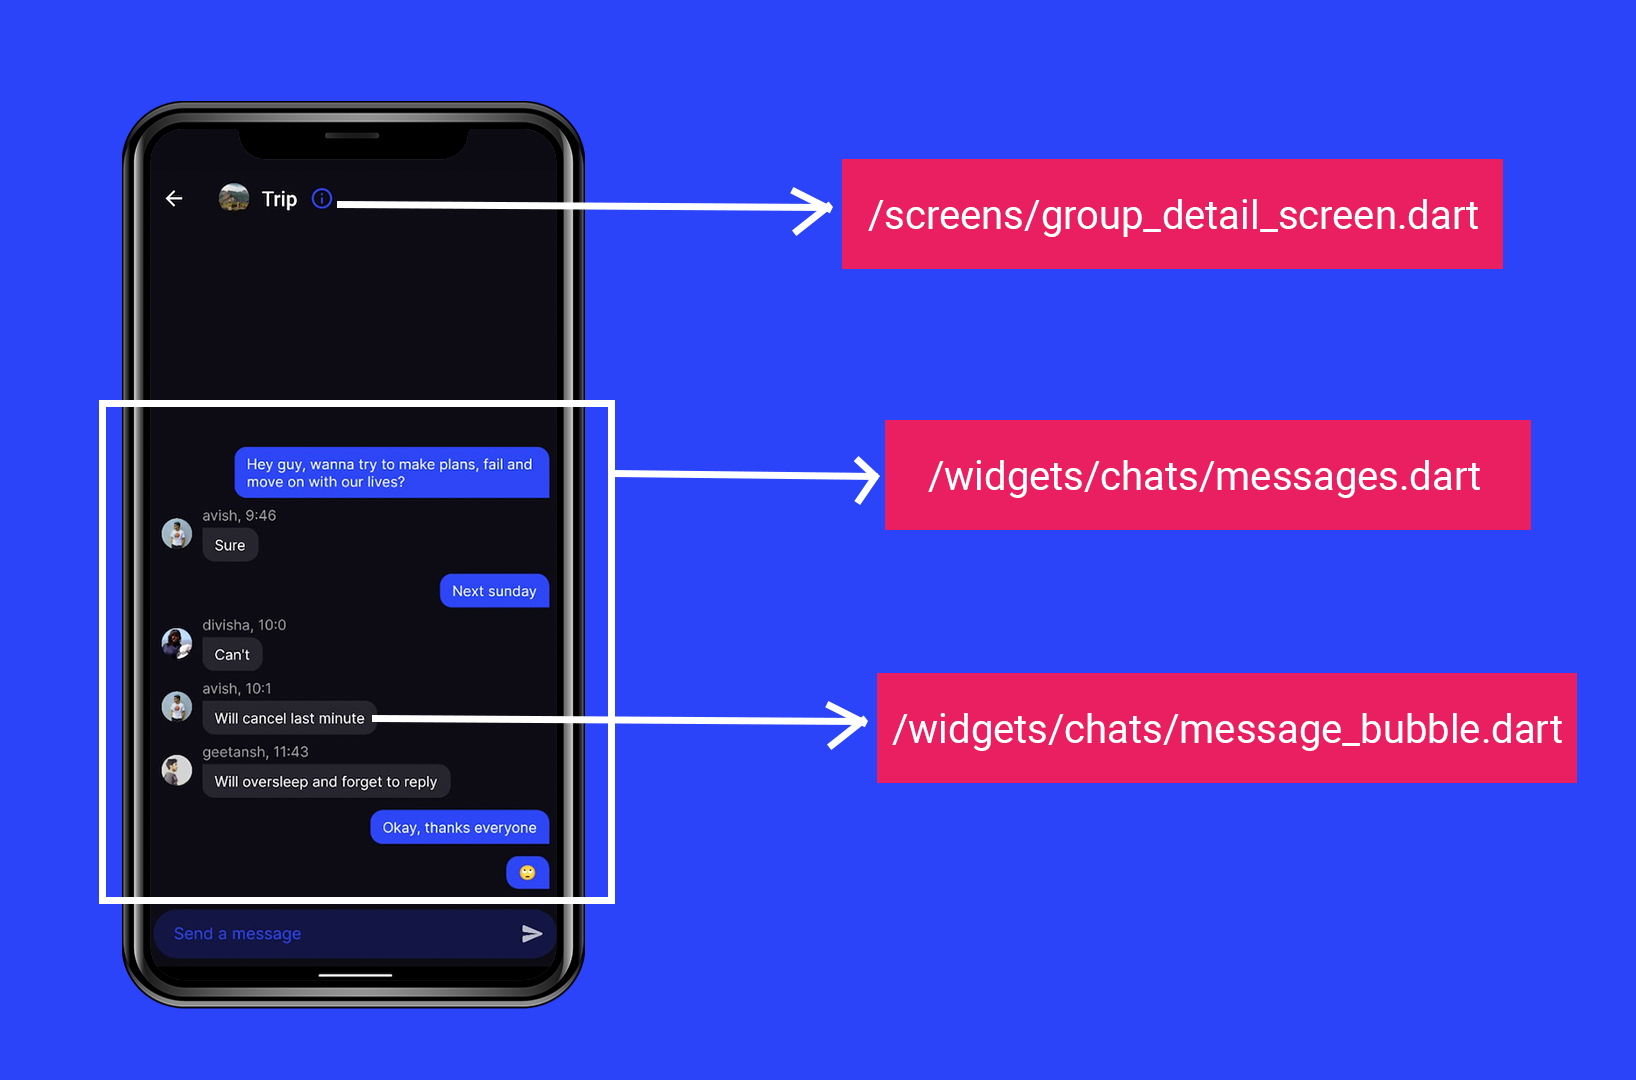 Trip
/screens/group_detail_screen.dart
Hey guy, wanna try to make plans, fail and
move on with our lives?
/widgets/chats/messages.dart
avish, 9:46
Sure
Next sunday
divisha, 10:0
Can't
avish, 10:1
Will cancel last minute
/widgets/chats/message_bubble.dart
geetansh, 11:43
Will oversleep and forget to reply
Okay, thanks everyone
🙄
Send a message